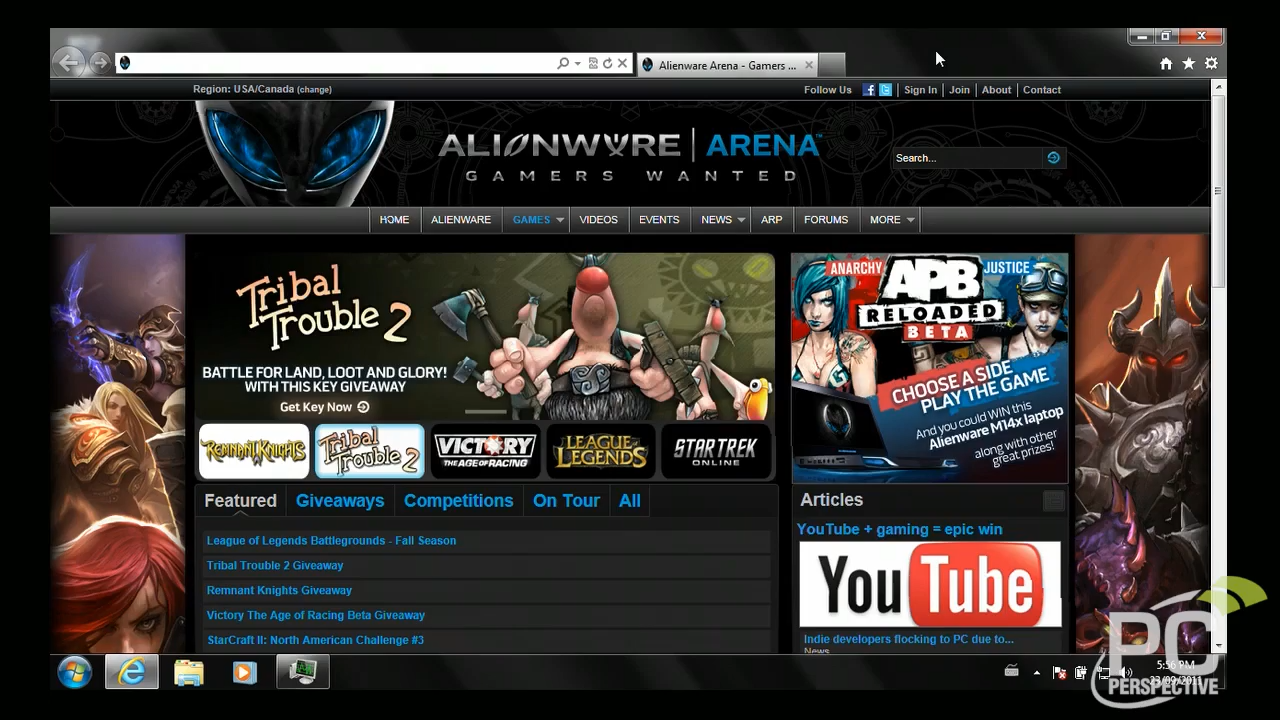 Alienware Arena - Gamers ...
Region: USA/Canada (change)
Follow Us
Sign In
Join
About
Contact
ALIONWYRE | ARENA™
GAMERS WANTED
Search...
HOME
ALIENWARE
GAMES
VIDEOS
EVENTS
NEWS
ARP
FORUMS
MORE
Tribal
Trouble 2
BATTLE FOR LAND, LOOT AND GLORY!
WITH THIS KEY GIVEAWAY
Get Key Now
ANARCHY
APB
JUSTICE
RELOADED
BETA
CHOOSE A SIDE
PLAY THE GAME
And you could WIN this
Alienware M14x laptop
along with other
great prizes!
REMNANT KNIGHTS
Tribal
Trouble 2
VICTORY
THE AGE OF RACING
LEAGUE OF
LEGENDS
STAR TREK
ONLINE
Featured
Giveaways
Competitions
On Tour
All
League of Legends Battlegrounds - Fall Season
Tribal Trouble 2 Giveaway
Remnant Knights Giveaway
Victory The Age of Racing Beta Giveaway
StarCraft II: North American Challenge #3
Articles
YouTube + gaming = epic win
YouTube
Indie developers flocking to PC due to...
News
5:56 PM
23/09/2011
PC
PERSPECTIVE